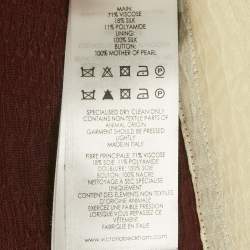 MAIN:
71% VISCOSE
18% SILK
11% POLYAMIDE
LINING:
100% SILK
BUTTON:
100% MOTHER OF PEARL
SPECIALISED DRY CLEAN ONLY
CONTAINS NON-TEXTILE PARTS OF
ANIMAL ORIGIN
GARMENT SHOULD BE PRESSED
LIGHTLY
MADE IN ITALY
FIBRE PRINCIPALE: 71% VISCOSE
18% SOIE 11% POLYAMIDE
DOUBLURE: 100% SOIE
BOUTON: 100% NACRE
NETTOYAGE À SEC SPÉCIALISÉ
UNIQUEMENT
CONTIENT DES ÉLÉMENTS NON TEXTILES
D'ORIGINE ANIMALE
EXERCEZ UNE FAIBLE PRESSION
LORSQUE VOUS REPASSEZ CE
VÊTEMENT
FABRIQUÉ EN ITALIE
www.victoriabeckham.com